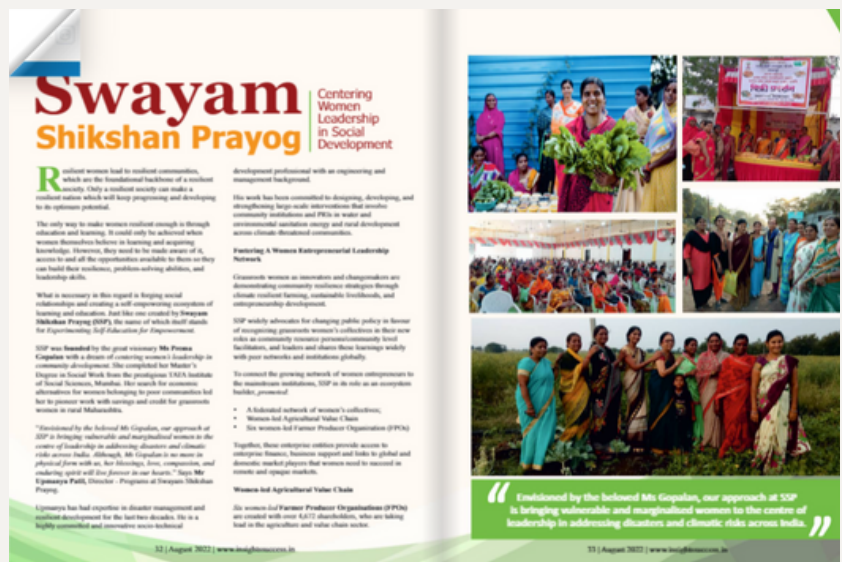 Swayam
Shikshan Prayog
Centering
Women
Leadership
in Social
Development
Resilient women lead to resilient communities,
which are the foundational backbone of a resilient
society. Only a resilient society can make a
resilient nation which will keep progressing and developing
to its optimum potential.
The only way to make women resilient enough is through
education and learning. It could only be achieved when
women themselves believe in learning and acquiring
knowledge. However, they need to be made aware of it,
access to and all the opportunities available to them so they
can build their resilience, problem-solving abilities, and
leadership skills.
What is necessary in this regard is forging social
relationships and creating a self-empowering ecosystem of
learning and education. Just like one created by Swayam
Shikshan Prayog (SSP), the name of which itself stands
for Experimenting Self-Education for Empowerment.
SSP was founded by the great visionary Ms Prema
Gopalan with a dream of centering women's leadership in
community development. She completed her Master's
Degree in Social Work from the prestigious TATA Institute
of Social Sciences, Mumbai. Her search for economic
alternatives for women belonging to poor communities led
her to pioneer work with savings and credit for grassroots
women in rural Maharashtra.
"Envisioned by the beloved Ms Gopalan, our approach at
SSP is bringing vulnerable and marginalised women to the
centre of leadership in addressing disasters and climatic
risks across India. Although, Ms Gopalan is no more in
physical form with us, her blessings, love, compassion, and
enduring spirit will live forever in our hearts." Says Mr
Upmanyu Patil, Director - Programs at Swayam Shikshan
Prayog.
Upmanyu has had expertise in disaster management and
resilient development for the last two decades. He is a
highly committed and innovative socio-technical
development professional with an engineering and
management background.
His work has been committed to designing, developing, and
strengthening large-scale interventions that involve
community institutions and PRIs in water and
environmental sanitation energy and rural development
across climate-threatened communities.
Fostering A Women Entrepreneurial Leadership
Network
Grassroots women as innovators and changemakers are
demonstrating community resilience strategies through
climate resilient farming, sustainable livelihoods, and
entrepreneurship development.
SSP widely advocates for changing public policy in favour
of recognizing grassroots women's collectives in their new
roles as community resource persons/community level
facilitators, and leaders and shares these learnings widely
with peer networks and institutions globally.
To connect the growing network of women entrepreneurs to
the mainstream institutions, SSP in its role as an ecosystem
builder, promoted:
• A federated network of women's collectives;
• Women-Led Agricultural Value Chain
• Six women-led Farmer Producer Organization (FPOs)
Together, these enterprise entities provide access to
enterprise finance, business support and links to global and
domestic market players that women need to succeed in
remote and opaque markets.
Women-led Agricultural Value Chain
Six women-led Farmer Producer Organisations (FPOs)
are created with over 4,672 shareholders, who are taking
lead in the agriculture and value chain sector.
32 | August 2022 | www.insightssuccess.in
“ Envisioned by the beloved Ms Gopalan, our approach at SSP
is bringing vulnerable and marginalised women to the centre of
leadership in addressing disasters and climatic risks across India. ”
33 | August 2022 | www.insightssuccess.in